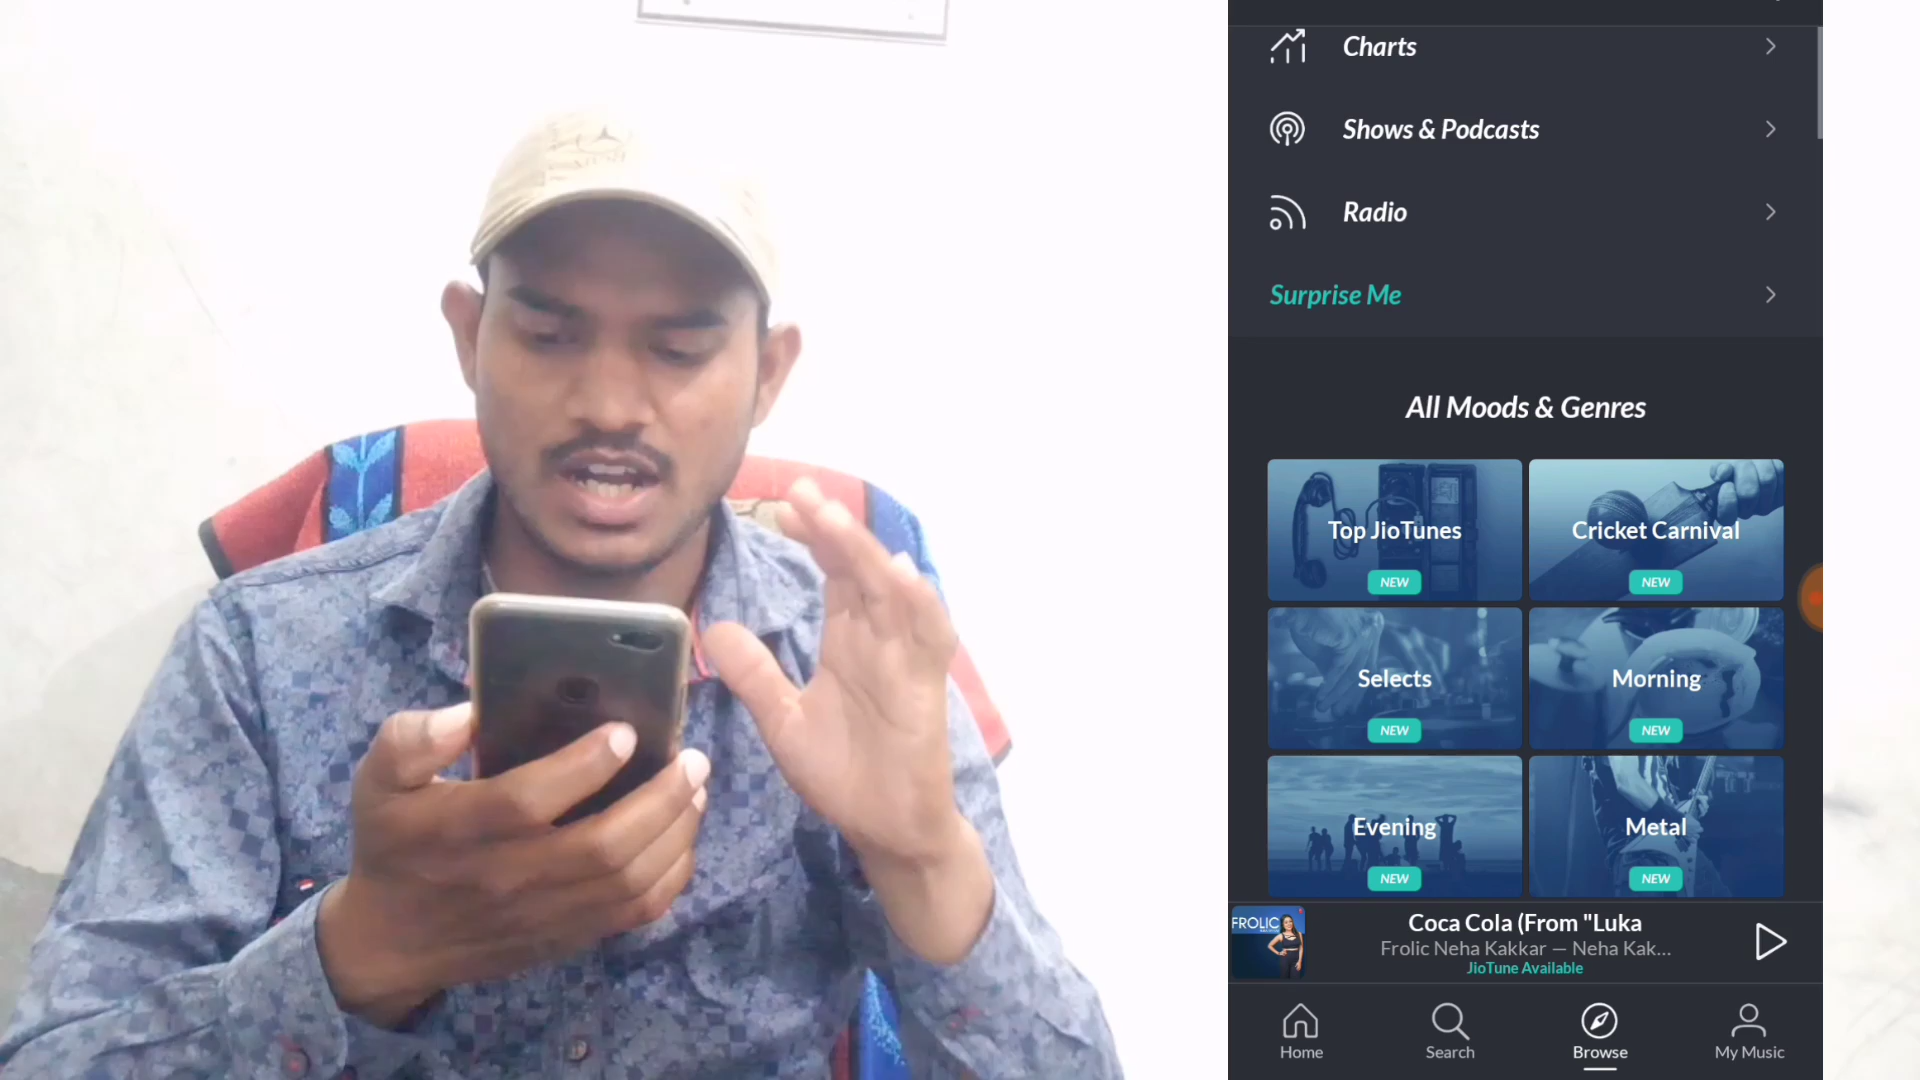 Charts
Shows & Podcasts
Radio
Surprise Me
All Moods & Genres
Top JioTunes
NEW
Cricket Carnival
NEW
Selects
NEW
Morning
NEW
Evening
NEW
Metal
NEW
FROLIC
Coca Cola (From "Luka
Frolic Neha Kakkar — Neha Kak...
JioTune Available
Home
Search
Browse
My Music